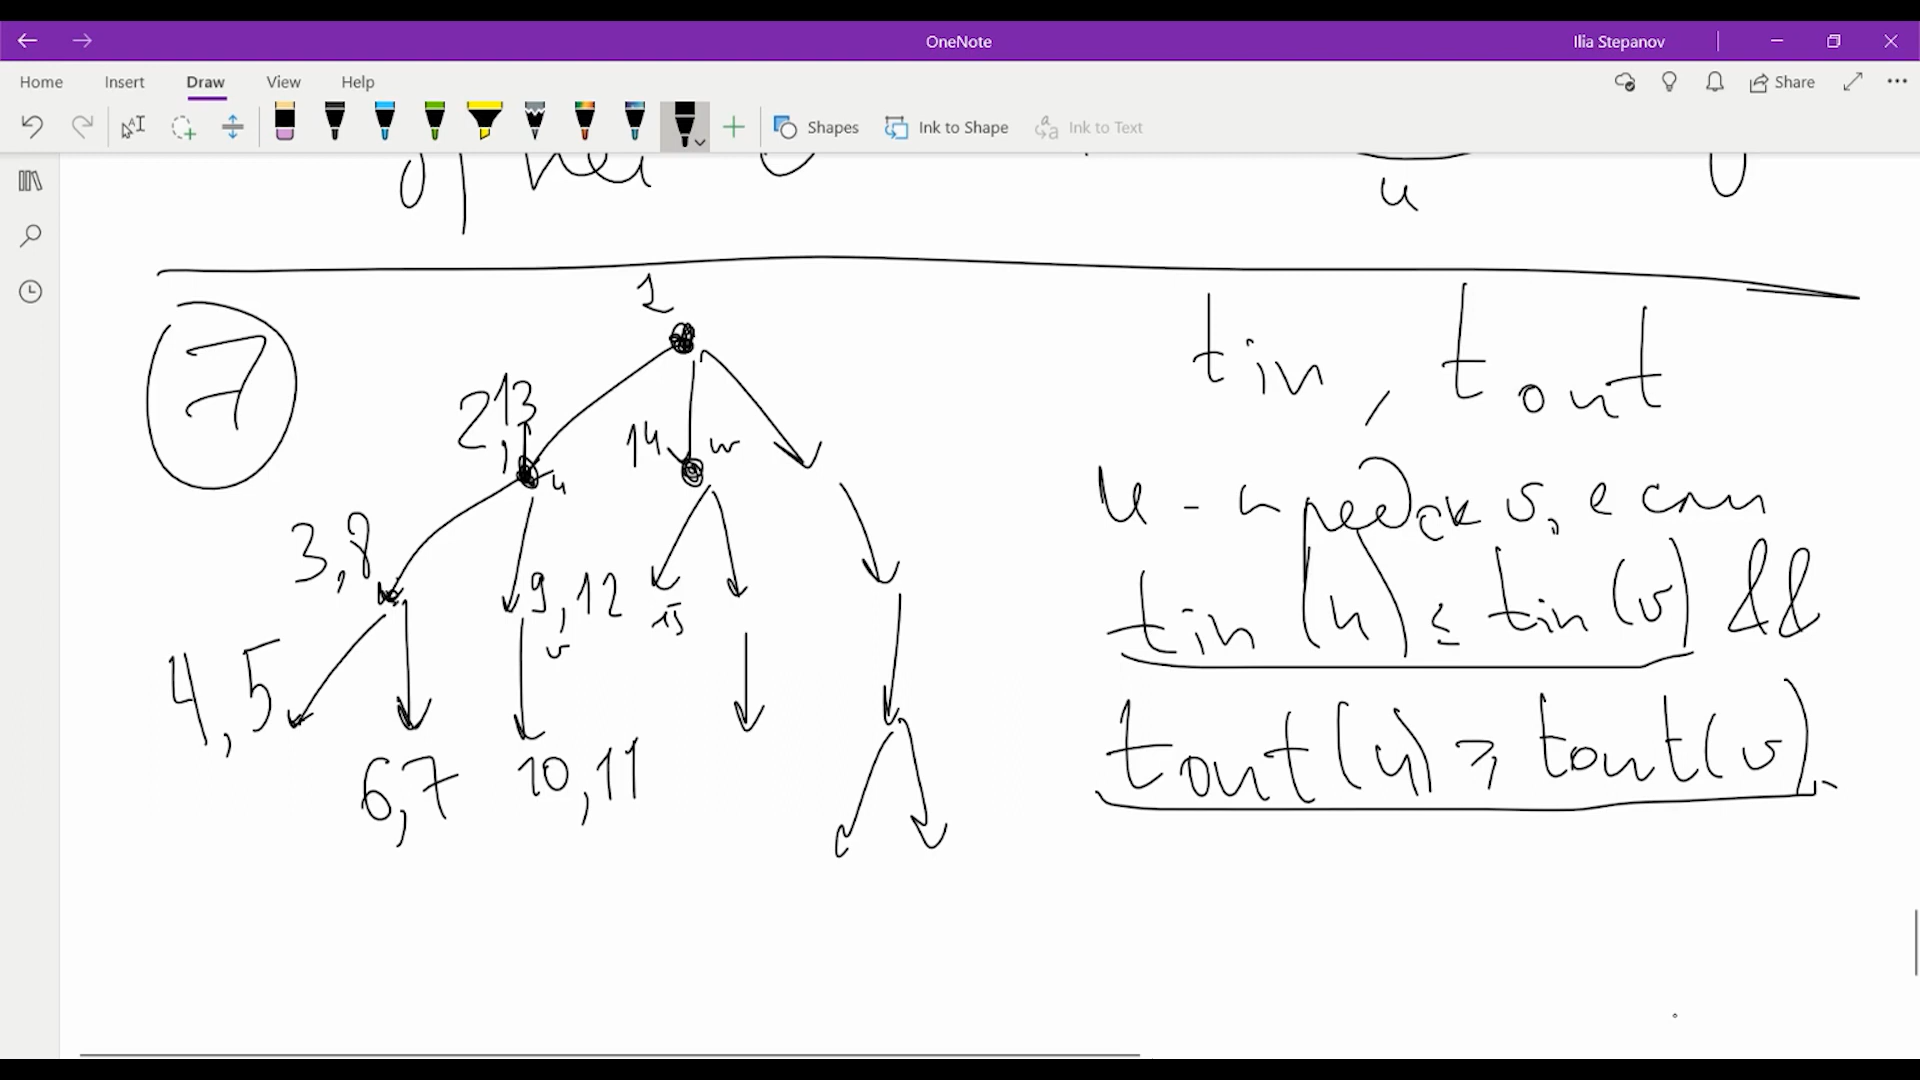 OneNote
Ilia Stepanov
Home Insert Draw View Help
Share
Shapes
Ink to Shape
Ink to Text
u
7
1
tin, tout
2,13
u
14
w
u - предок v, если
tin(u) ≤ tin(v) &&
tout(u) ≥ tout(v).
3,8
9,12
v
15
4,5
6,7
10,11